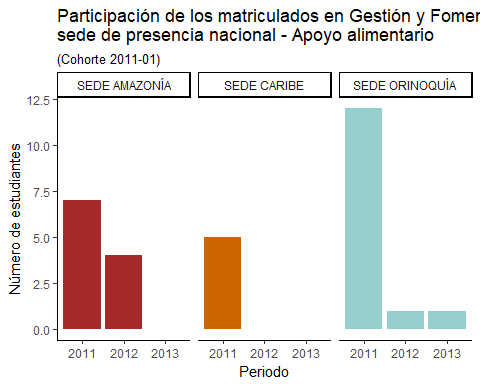 Participación de los matriculados en Gestión y Fomen
sede de presencia nacional - Apoyo alimentario
(Cohorte 2011-01)
SEDE AMAZONÍA SEDE CARIBE SEDE ORINOQUÍA
Número de estudiantes
12.5
10.0
7.5
5.0
2.5
0.0
2011 2012 2013 2011 2012 2013 2011 2012 2013
Periodo